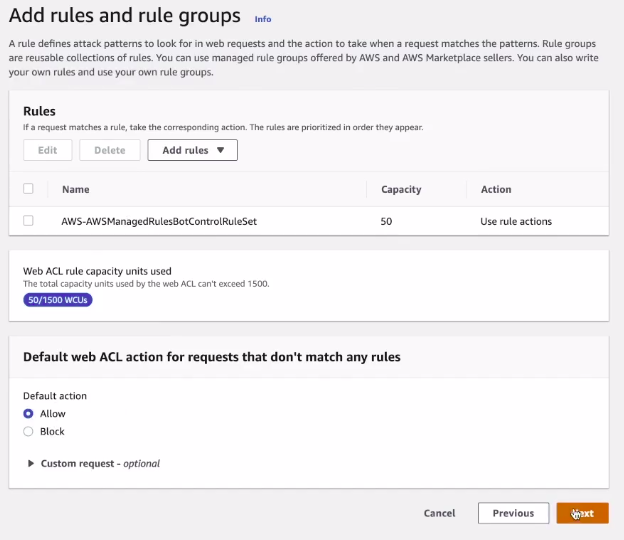 Add rules and rule groups Info
A rule defines attack patterns to look for in web requests and the action to take when a request matches the patterns. Rule groups
are reusable collections of rules. You can use managed rule groups offered by AWS and AWS Marketplace sellers. You can also write
your own rules and use your own rule groups.
Rules
If a request matches a rule, take the corresponding action. The rules are prioritized in order they appear.
Edit Delete Add rules
Name Capacity Action
AWS-AWSManagedRulesBotControlRuleSet 50 Use rule actions
Web ACL rule capacity units used
The total capacity units used by the web ACL can't exceed 1500.
50/1500 WCUs
Default web ACL action for requests that don't match any rules
Default action
Allow
Block
Custom request - optional
Cancel Previous Next